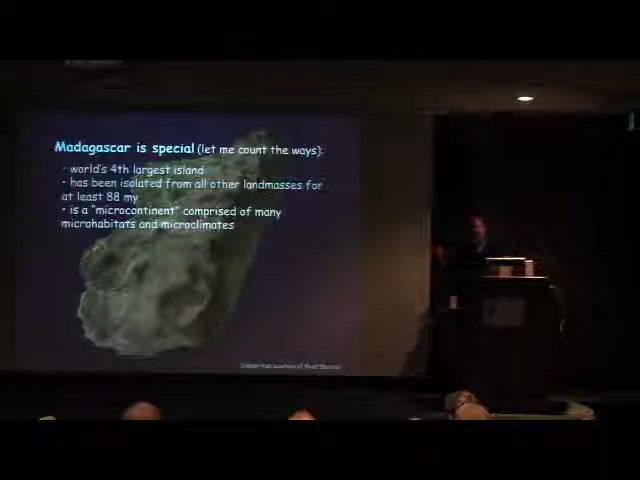 Madagascar is special (let me count the ways):
· world's 4th largest island
· has been isolated from all other landmasses for
at least 88 my
· is a "microcontinent" comprised of many
microhabitats and microclimates